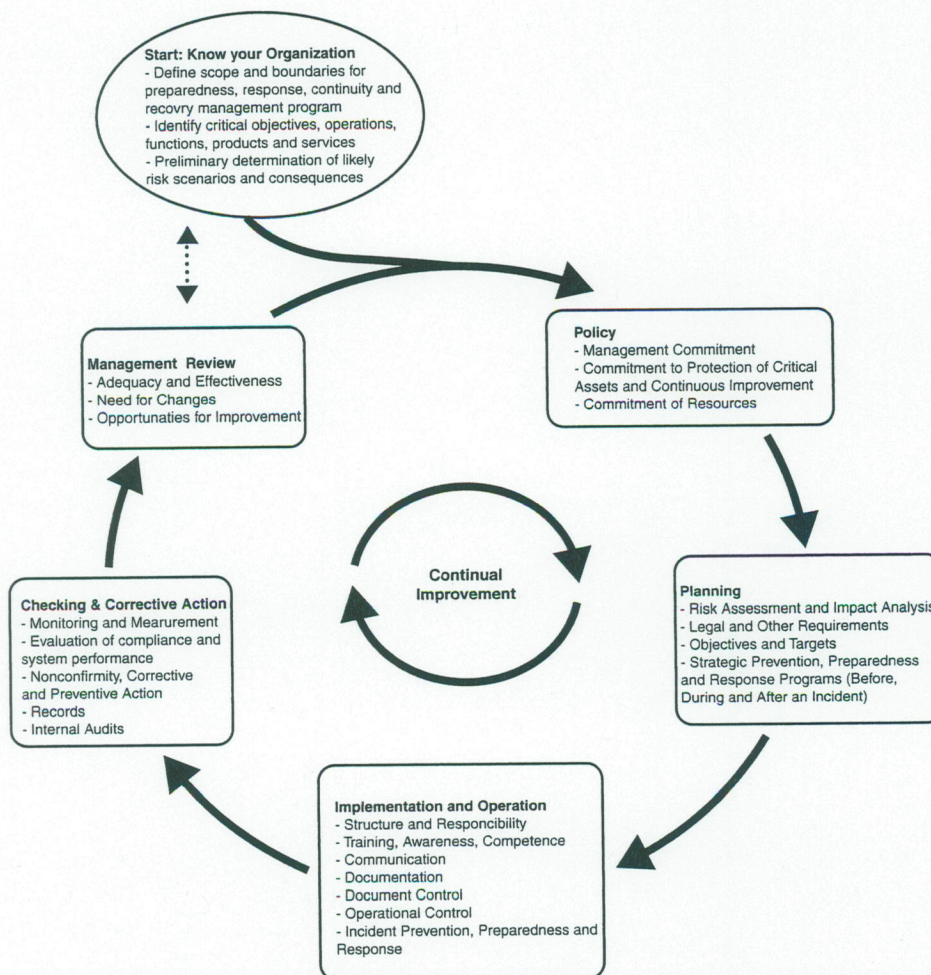 Start: Know your Organization
- Define scope and boundaries for
preparedness, response, continuity and
recovry management program
- Identify critical objectives, operations,
functions, products and services
- Preliminary determination of likely
risk scenarios and consequences
Policy
- Management Commitment
- Commitment to Protection of Critical
Assets and Continuous Improvement
- Commitment of Resources
Planning
- Risk Assessment and Impact Analysis
- Legal and Other Requirements
- Objectives and Targets
- Strategic Prevention, Preparedness
and Response Programs (Before,
During and After an Incident)
Implementation and Operation
- Structure and Responcibility
- Training, Awareness, Competence
- Communication
- Documentation
- Document Control
- Operational Control
- Incident Prevention, Preparedness and
Response
Checking & Corrective Action
- Monitoring and Mearurement
- Evaluation of compliance and
system performance
- Nonconfirmity, Corrective
and Preventive Action
- Records
- Internal Audits
Management Review
- Adequacy and Effectiveness
- Need for Changes
- Opportunaties for Improvement
Continual
Improvement